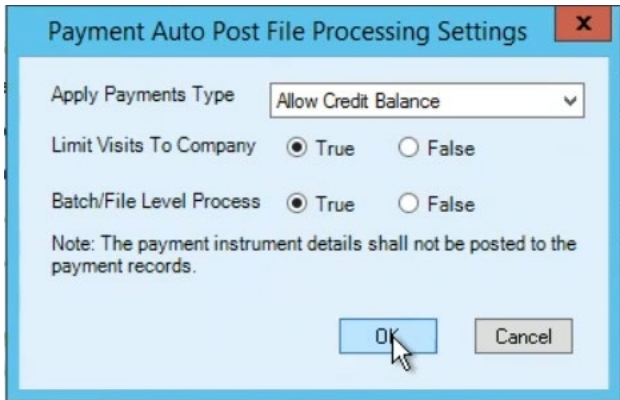 Payment Auto Post File Processing Settings
x
Apply Payments Type Allow Credit Balance
Limit Visits To Company True False
Batch/File Level Process True False
Note: The payment instrument details shall not be posted to the
payment records.
OK Cancel